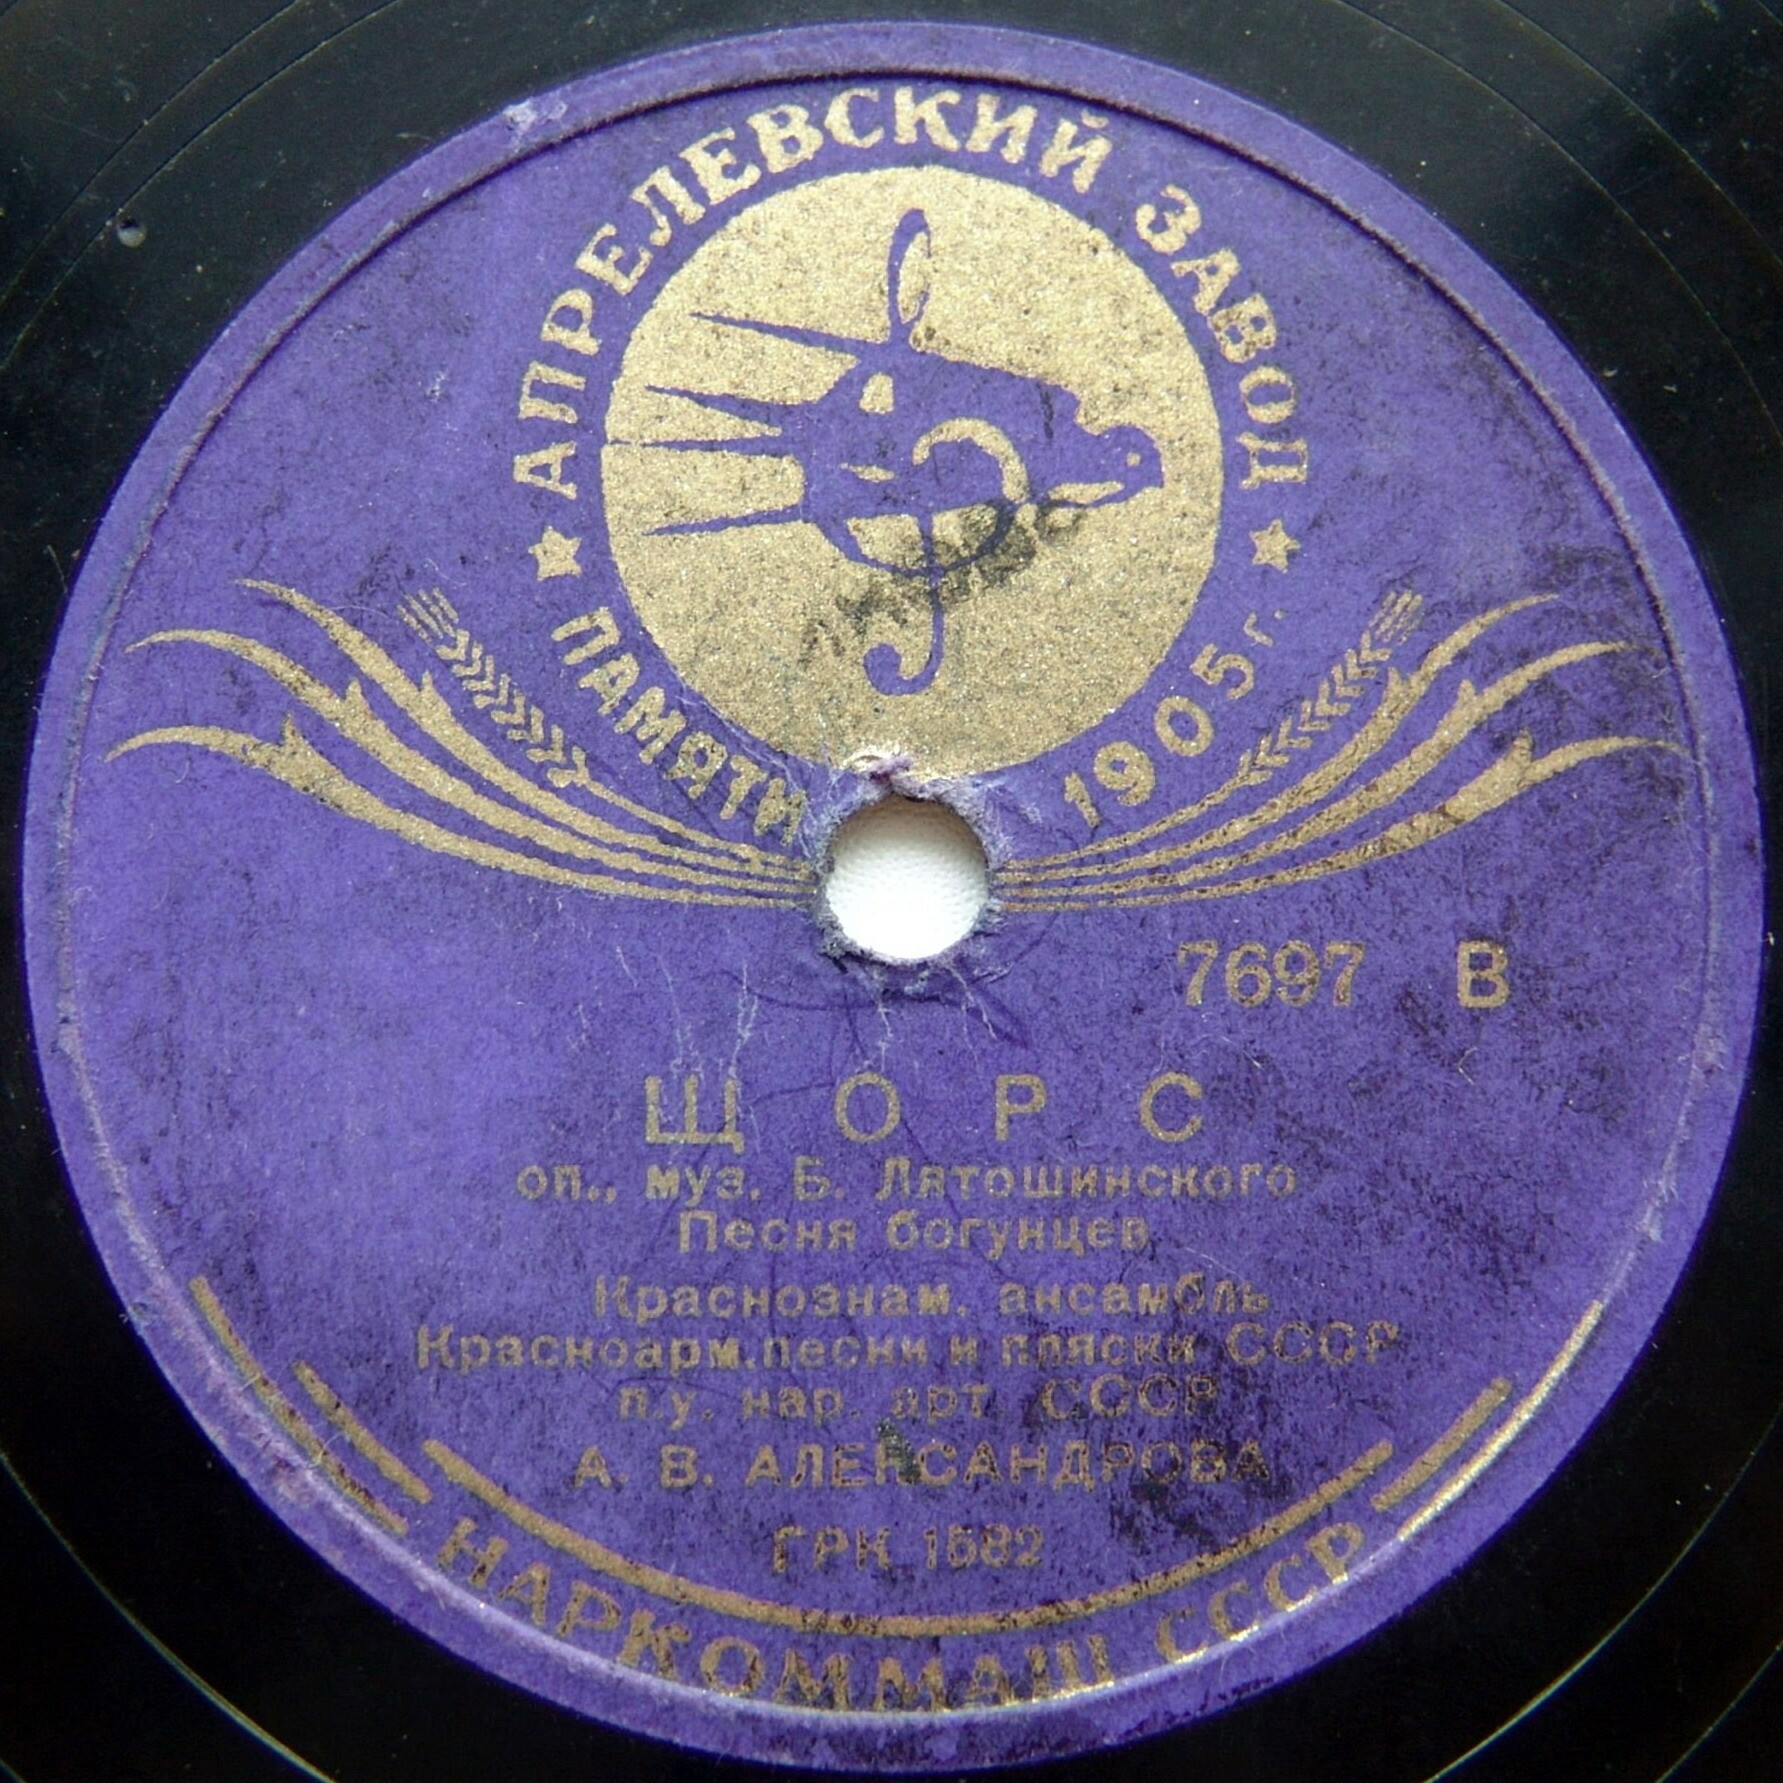 АПРЕЛЕВСКИЙ ЗАВОД
ПАМЯТИ 1905 г.
7697 В
ЩОРС
оп., муз. Б. Лятошинского
Песня богунцев
Краснознам. ансамбль
Красноарм.песни и пляски СССР
п.у. нар. арт. СССР
А. В. АЛЕКСАНДРОВА
ГРК 1582
НАРКОММАШ СССР